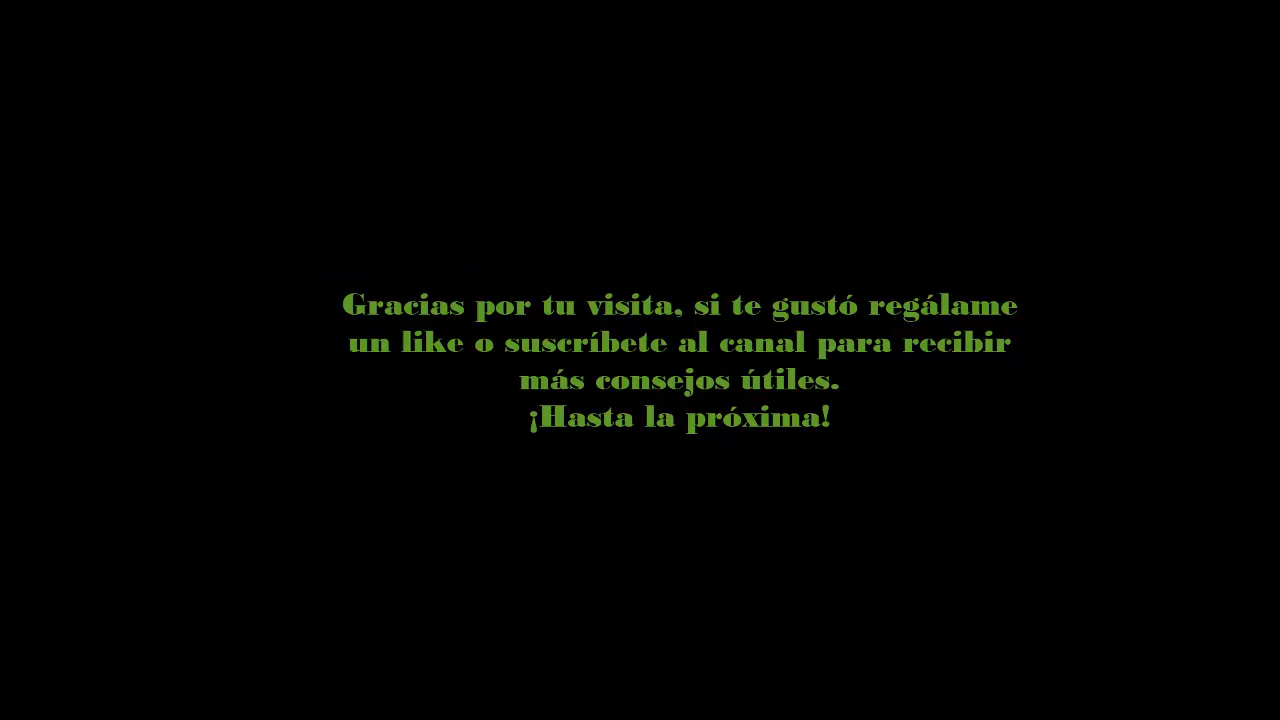 Gracias por tu visita, si te gustó regálame
un like o suscríbete al canal para recibir
más consejos útiles.
¡Hasta la próxima!